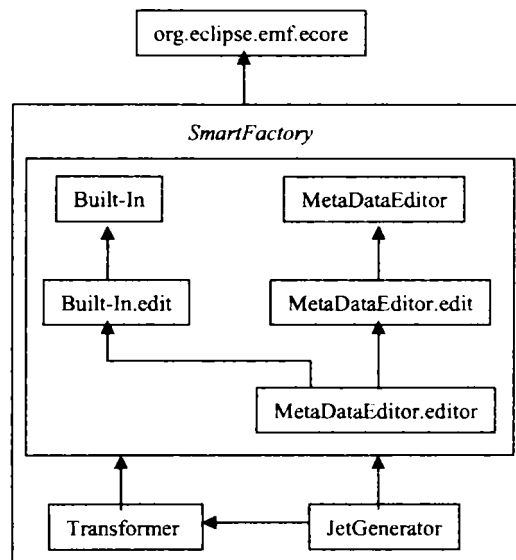 org.eclipse.emf.ecore
SmartFactory
Built-In
MetaDataEditor
Built-In.edit
MetaDataEditor.edit
MetaDataEditor.editor
Transformer
JetGenerator